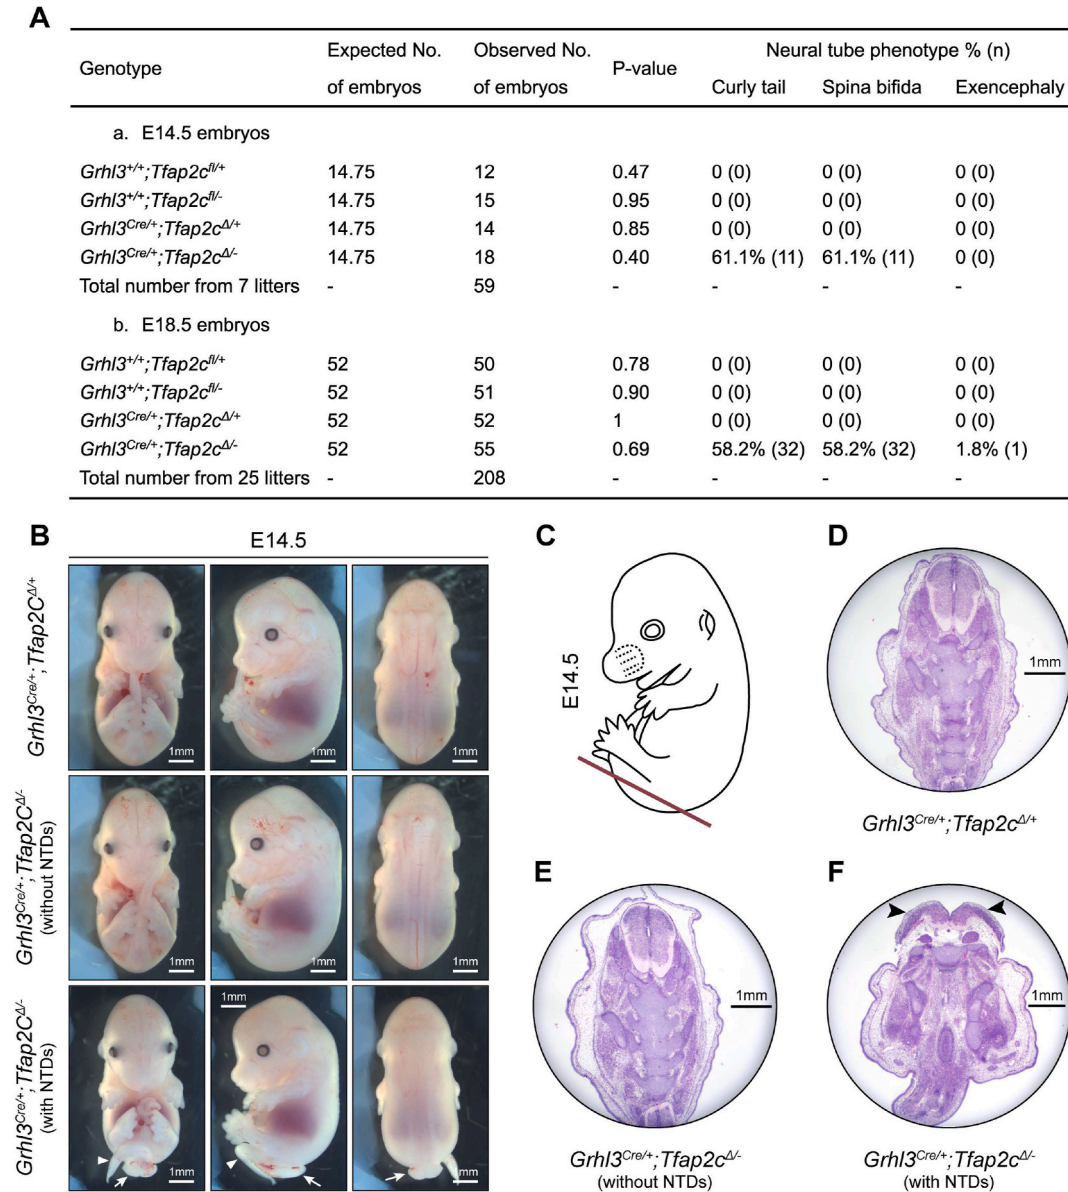 A
Genotype Expected No. of embryos Observed No. of embryos P-value Neural tube phenotype % (n)
Curly tail Spina bifida Exencephaly
a. E14.5 embryos
Grhl3+/+;Tfap2cfl/+ 14.75 12 0.47 0 (0) 0 (0) 0 (0)
Grhl3+/+;Tfap2cfl/- 14.75 15 0.95 0 (0) 0 (0) 0 (0)
Grhl3Cre/+;Tfap2cΔ/+ 14.75 14 0.85 0 (0) 0 (0) 0 (0)
Grhl3Cre/+;Tfap2cΔ/- 14.75 18 0.40 61.1% (11) 61.1% (11) 0 (0)
Total number from 7 litters - 59 - - - -
b. E18.5 embryos
Grhl3+/+;Tfap2cfl/+ 52 50 0.78 0 (0) 0 (0) 0 (0)
Grhl3+/+;Tfap2cfl/- 52 51 0.90 0 (0) 0 (0) 0 (0)
Grhl3Cre/+;Tfap2cΔ/+ 52 52 1 0 (0) 0 (0) 0 (0)
Grhl3Cre/+;Tfap2cΔ/- 52 55 0.69 58.2% (32) 58.2% (32) 1.8% (1)
Total number from 25 litters - 208 - - - -
B
E14.5
Grhl3Cre/+;Tfap2CΔ/+
1mm
1mm
1mm
Grhl3Cre/+;Tfap2CΔ/-
(without NTDs)
1mm
1mm
1mm
Grhl3Cre/+;Tfap2CΔ/-
(with NTDs)
1mm
1mm
1mm
C
E14.5
D
1mm
Grhl3Cre/+;Tfap2cΔ/+
E
1mm
Grhl3Cre/+;Tfap2cΔ/-
(without NTDs)
F
1mm
Grhl3Cre/+;Tfap2cΔ/-
(with NTDs)